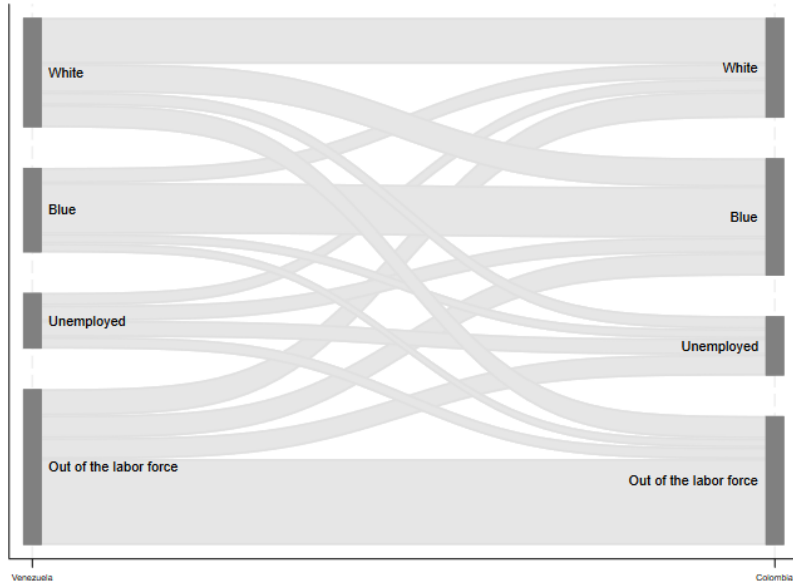 White
White
Blue
Blue
Unemployed
Unemployed
Out of the labor force
Out of the labor force
Venezuela
Colombia